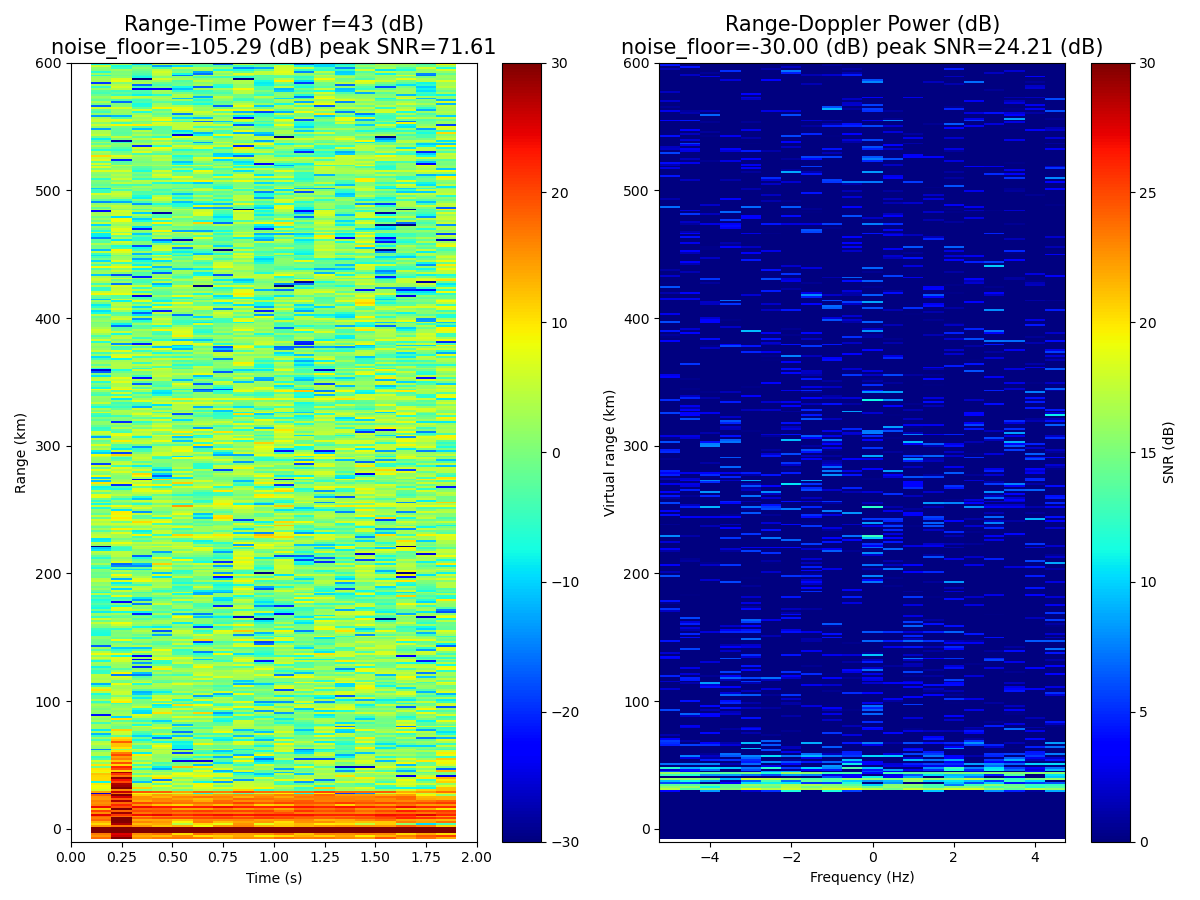 Range-Time Power f=43 (dB)
noise_floor=-105.29 (dB) peak SNR=71.61
600
500
400
300
200
100
0
Range (km)
0.00 0.25 0.50 0.75 1.00 1.25 1.50 1.75 2.00
Time (s)
30
20
10
0
−10
−20
−30
Range-Doppler Power (dB)
noise_floor=-30.00 (dB) peak SNR=24.21 (dB)
600
500
400
300
200
100
0
Virtual range (km)
−4 −2 0 2 4
Frequency (Hz)
30
25
20
15
10
5
0
SNR (dB)